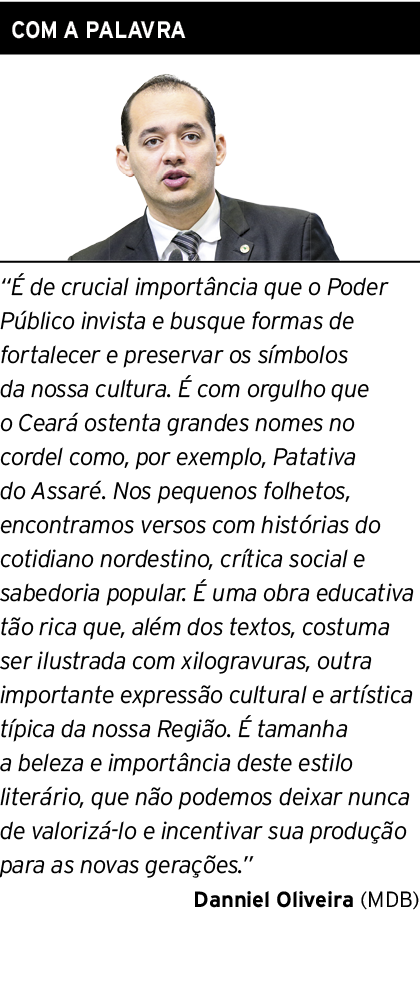 COM A PALAVRA
“É de crucial importância que o Poder
Público invista e busque formas de
fortalecer e preservar os símbolos
da nossa cultura. É com orgulho que
o Ceará ostenta grandes nomes no
cordel como, por exemplo, Patativa
do Assaré. Nos pequenos folhetos,
encontramos versos com histórias do
cotidiano nordestino, crítica social e
sabedoria popular. É uma obra educativa
tão rica que, além dos textos, costuma
ser ilustrada com xilogravuras, outra
importante expressão cultural e artística
típica da nossa Região. É tamanha
a beleza e importância deste estilo
literário, que não podemos deixar nunca
de valorizá-lo e incentivar sua produção
para as novas gerações.”
Danniel Oliveira (MDB)